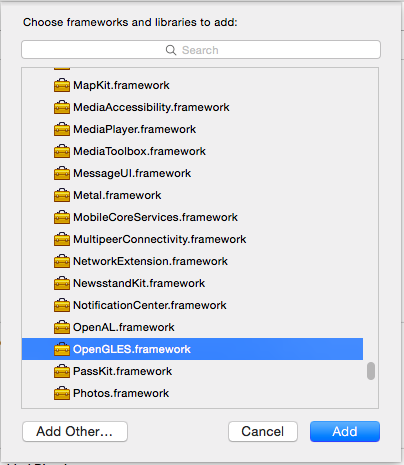 Choose frameworks and libraries to add:
Search
MapKit.framework
MediaAccessibility.framework
MediaPlayer.framework
MediaToolbox.framework
MessageUI.framework
Metal.framework
MobileCoreServices.framework
MultipeerConnectivity.framework
NetworkExtension.framework
NewsstandKit.framework
NotificationCenter.framework
OpenAL.framework
OpenGLES.framework
PassKit.framework
Photos.framework
Add Other... Cancel Add